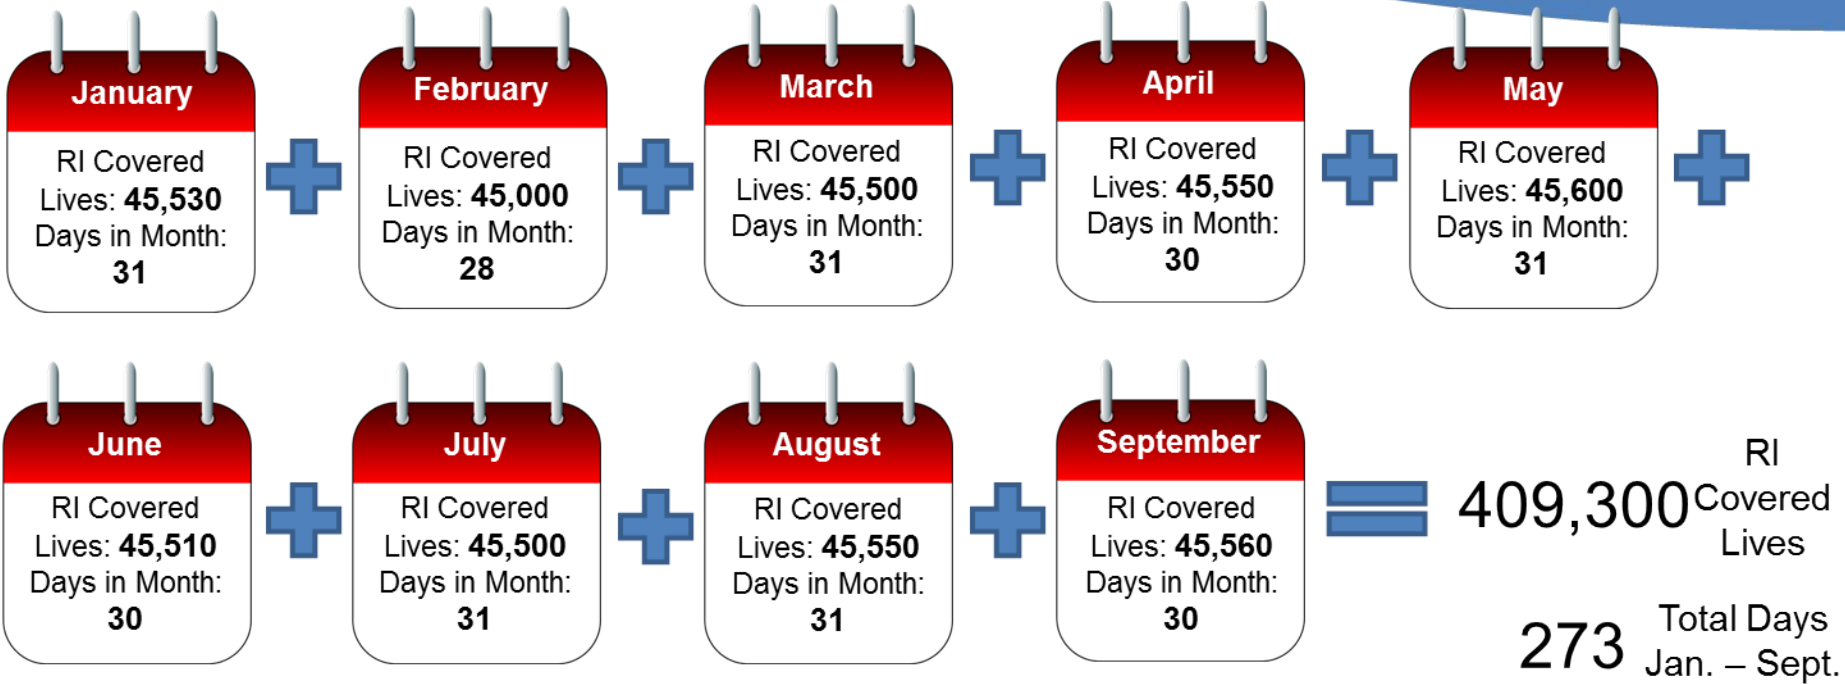 January
RI Covered
Lives: 45,530
Days in Month:
31
February
RI Covered
Lives: 45,000
Days in Month:
28
March
RI Covered
Lives: 45,500
Days in Month:
31
April
RI Covered
Lives: 45,550
Days in Month:
30
May
RI Covered
Lives: 45,600
Days in Month:
31
June
RI Covered
Lives: 45,510
Days in Month:
30
July
RI Covered
Lives: 45,500
Days in Month:
31
August
RI Covered
Lives: 45,550
Days in Month:
31
September
RI Covered
Lives: 45,560
Days in Month:
30
409,300
RI
Covered
Lives
273
Total Days
Jan. – Sept.